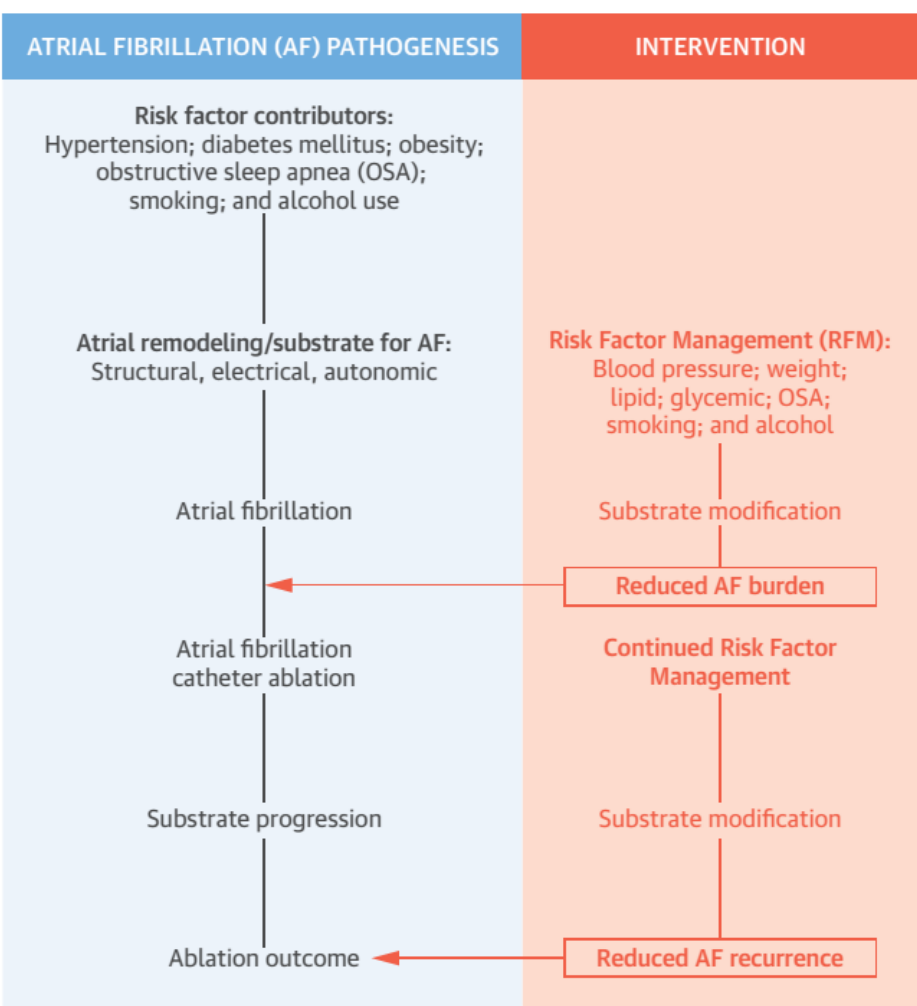 ATRIAL FIBRILLATION (AF) PATHOGENESIS
INTERVENTION
Risk factor contributors:
Hypertension; diabetes mellitus; obesity;
obstructive sleep apnea (OSA);
smoking; and alcohol use
Atrial remodeling/substrate for AF:
Structural, electrical, autonomic
Risk Factor Management (RFM):
Blood pressure; weight;
lipid; glycemic; OSA;
smoking; and alcohol
Atrial fibrillation
Substrate modification
Reduced AF burden
Atrial fibrillation
catheter ablation
Continued Risk Factor
Management
Substrate progression
Substrate modification
Ablation outcome
Reduced AF recurrence